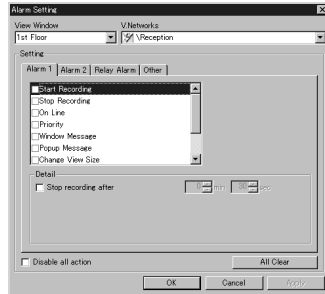 Alarm Setting
View Window
V.Networks
1st Floor
\Reception
Setting
Alarm 1
Alarm 2
Relay Alarm
Other
Start Recording
Stop Recording
On Line
Priority
Window Message
Popup Message
Change View Size
Detail
Stop recording after
0 min 30 sec
Disable all action
All Clear
OK
Cancel
Apply